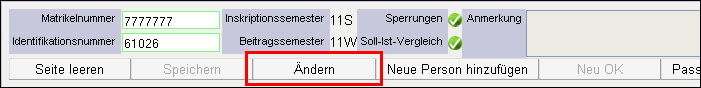 Matrikelnummer 7777777 Inskriptionssemester 11S Sperrungen Anmerkung
Identifikationsnummer 61026 Beitragssemester 11W Soll-Ist-Vergleich
Seite leeren Speichern Ändern Neue Person hinzufügen Neu OK Pass